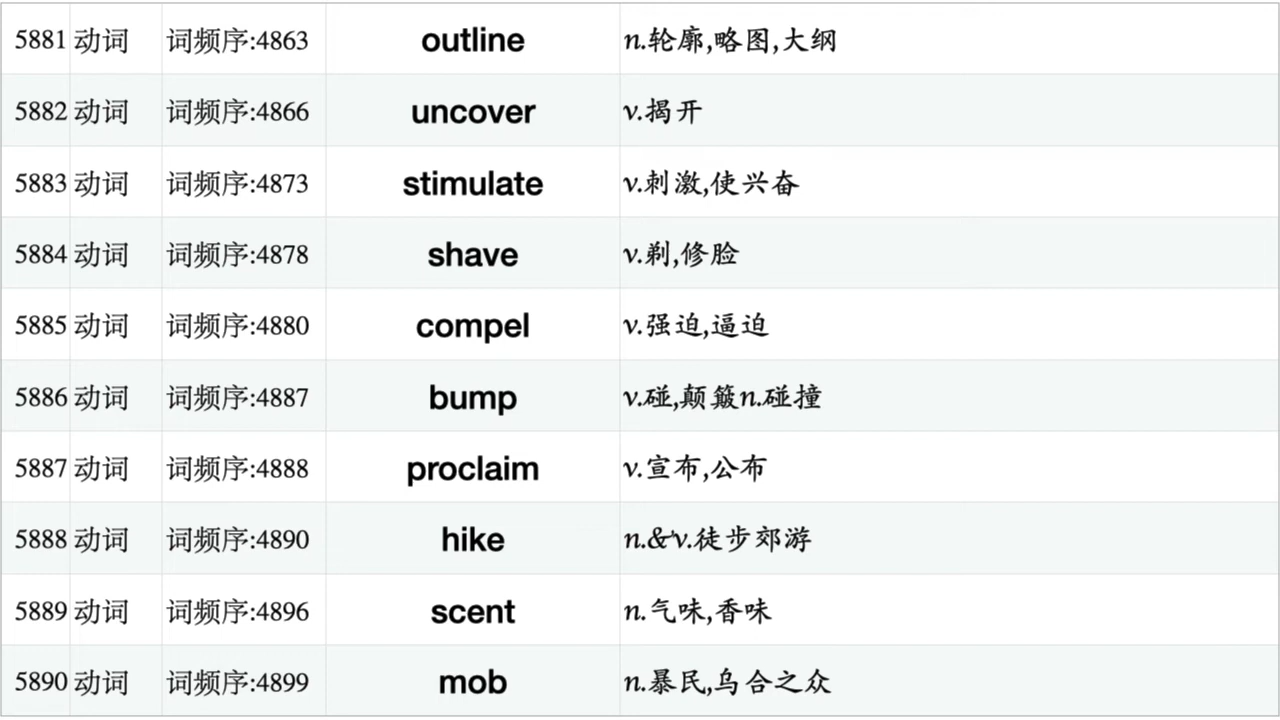 5881 动词 词频序:4863 outline n.轮廓,略图,大纲
5882 动词 词频序:4866 uncover v.揭开
5883 动词 词频序:4873 stimulate v.刺激,使兴奋
5884 动词 词频序:4878 shave v.剃,修脸
5885 动词 词频序:4880 compel v.强迫,逼迫
5886 动词 词频序:4887 bump v.碰,颠簸n.碰撞
5887 动词 词频序:4888 proclaim v.宣布,公布
5888 动词 词频序:4890 hike n.&v.徒步郊游
5889 动词 词频序:4896 scent n.气味,香味
5890 动词 词频序:4899 mob n.暴民,乌合之众